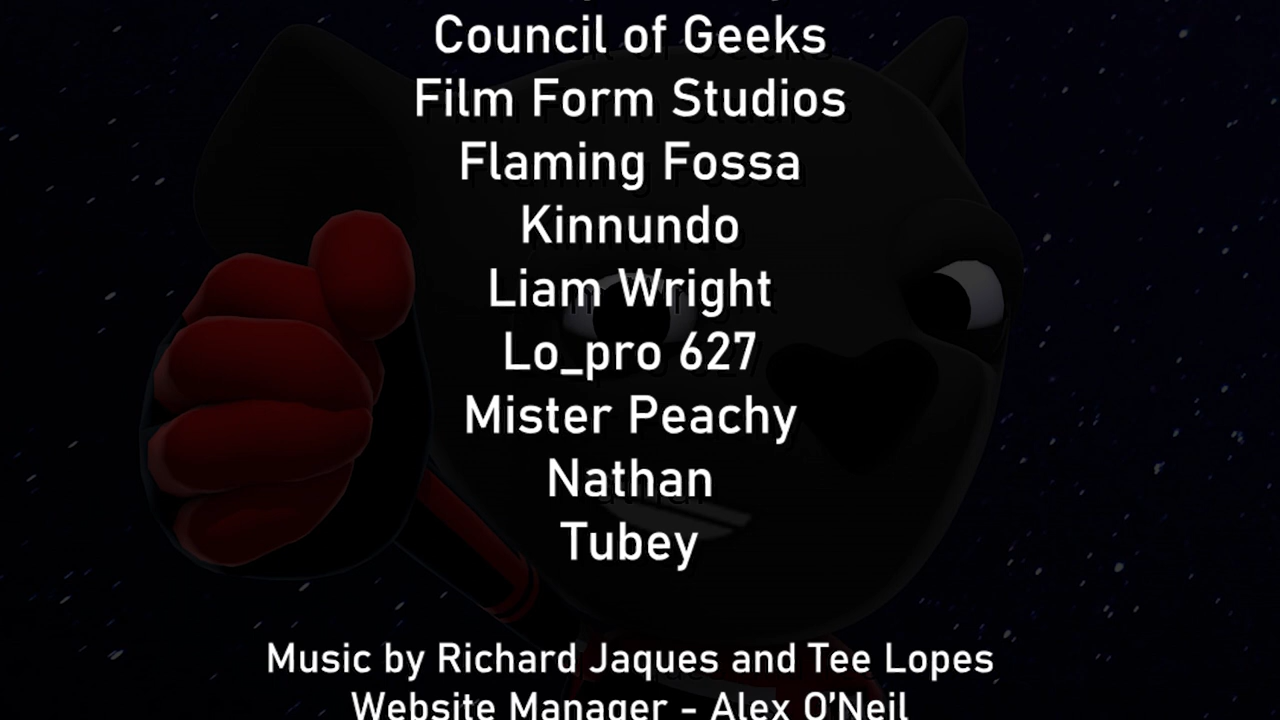 Council of Geeks
Film Form Studios
Flaming Fossa
Kinnundo
Liam Wright
Lo_pro 627
Mister Peachy
Nathan
Tubey
Music by Richard Jaques and Tee Lopes
Website Manager - Alex O'Neil